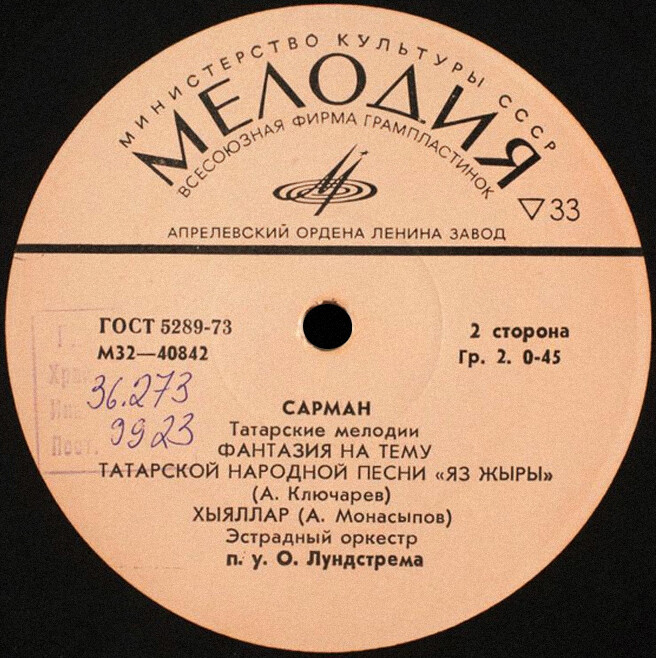 МИНИСТЕРСТВО КУЛЬТУРЫ СССР
МЕЛОДИЯ
ВСЕСОЮЗНАЯ ФИРМА ГРАМПЛАСТИНОК
▽33
АПРЕЛЕВСКИЙ ОРДЕНА ЛЕНИНА ЗАВОД
ГОСТ 5289-73
М32—40842
2 сторона
Гр. 2. 0-45
36.273
9923
САРМАН
Татарские мелодии
ФАНТАЗИЯ НА ТЕМУ
ТАТАРСКОЙ НАРОДНОЙ ПЕСНИ «ЯЗ ЖЫРЫ»
(А. Ключарев)
ХЫЯЛЛАР (А. Монасыпов)
Эстрадный оркестр
п. у. О. Лундстрема